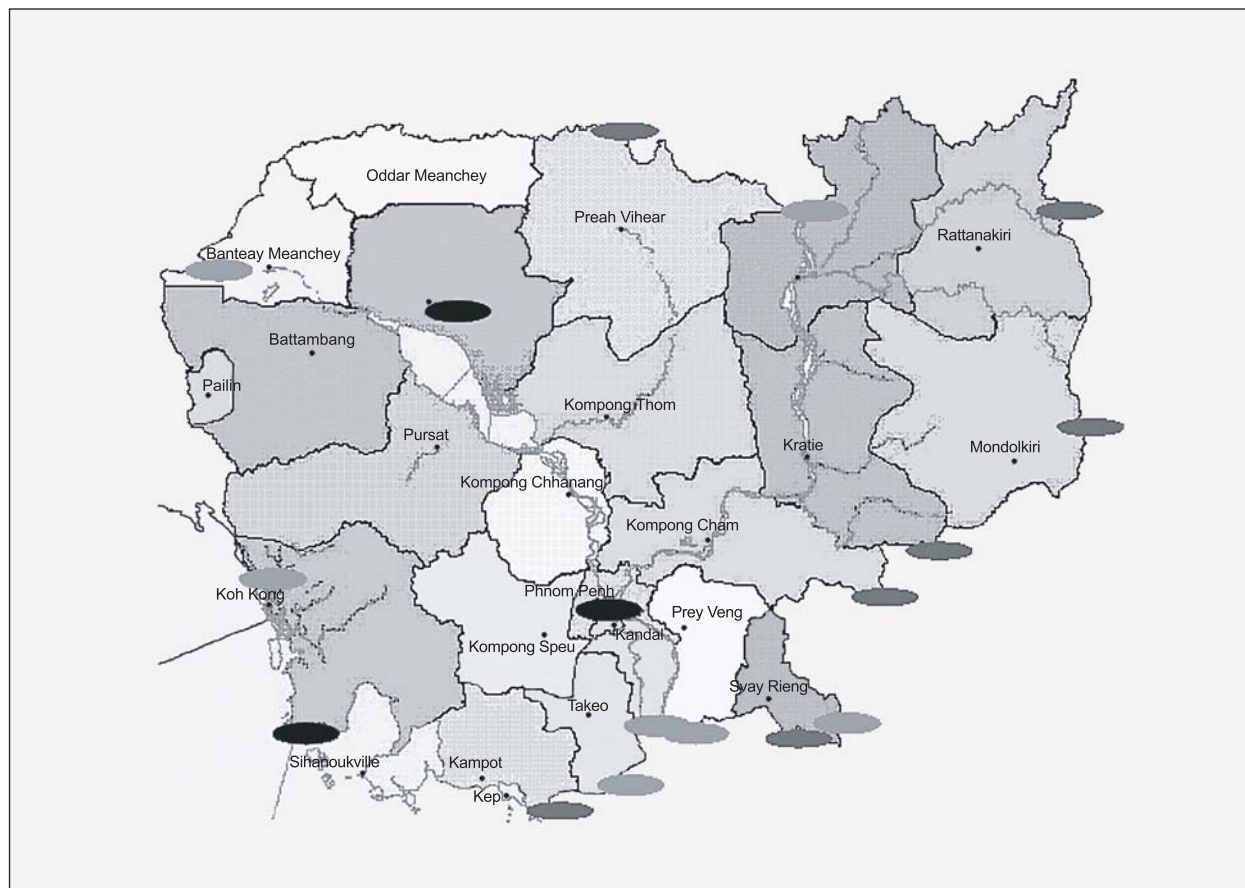 Oddar Meanchey
Preah Vihear
Rattanakiri
Banteay Meanchey
Battambang
Pailin
Kompong Thom
Pursat
Kratie
Mondolkiri
Kompong Chhanang
Kompong Cham
Phnom Penh
Koh Kong
Prey Veng
Kandal
Kompong Speu
Svay Rieng
Takeo
Sihanoukville
Kampot
Kep